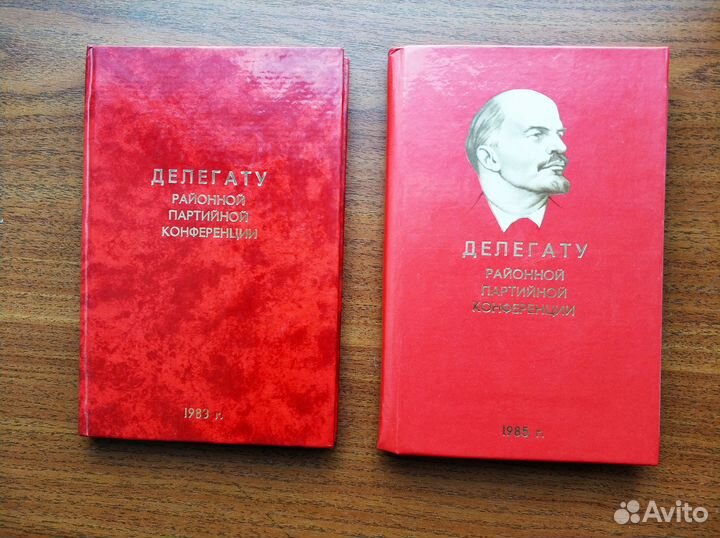 ДЕЛЕГАТУ
РАЙОННОЙ
ПАРТИЙНОЙ
КОНФЕРЕНЦИИ
1983 г.
ДЕЛЕГАТУ
РАЙОННОЙ
ПАРТИЙНОЙ
КОНФЕРЕНЦИИ
1985 г.
Avito